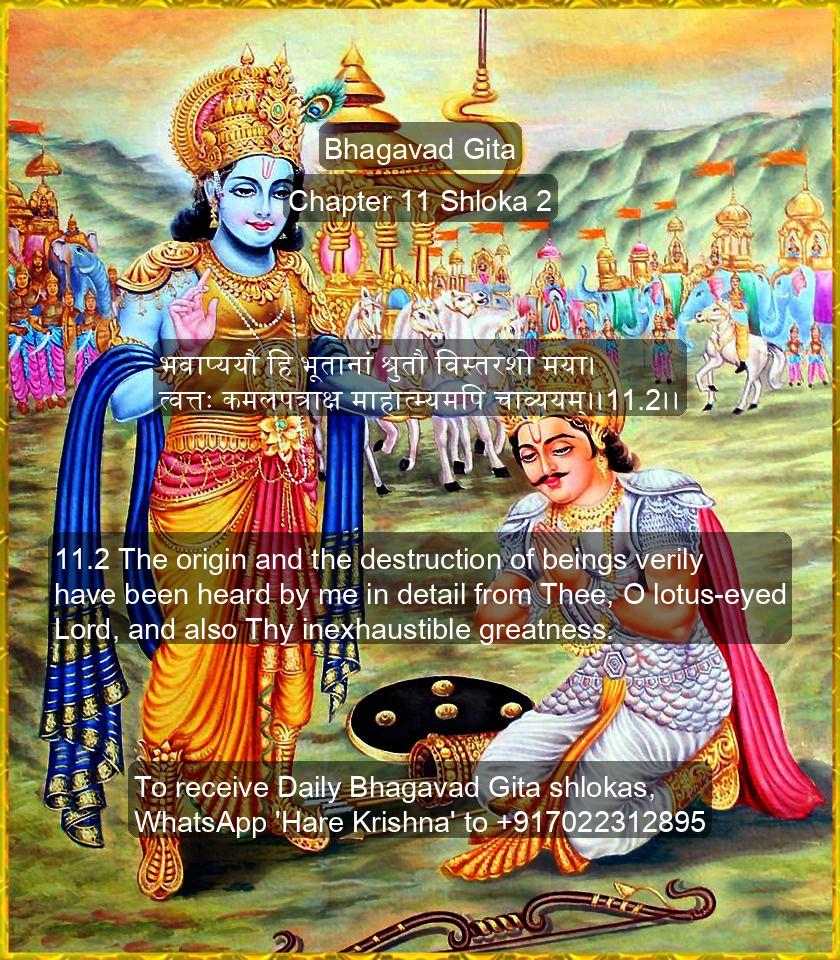 Bhagavad Gita
Chapter 11 Shloka 2
भवाप्ययौ हि भूतानां श्रुतौ विस्तरशो मया।
त्वत्तः कमलपत्राक्ष माहात्म्यमपि चाव्ययम्।।11.2।।
11.2 The origin and the destruction of beings verily
have been heard by me in detail from Thee, O lotus-eyed
Lord, and also Thy inexhaustible greatness.
To receive Daily Bhagavad Gita shlokas,
WhatsApp 'Hare Krishna' to +917022312895